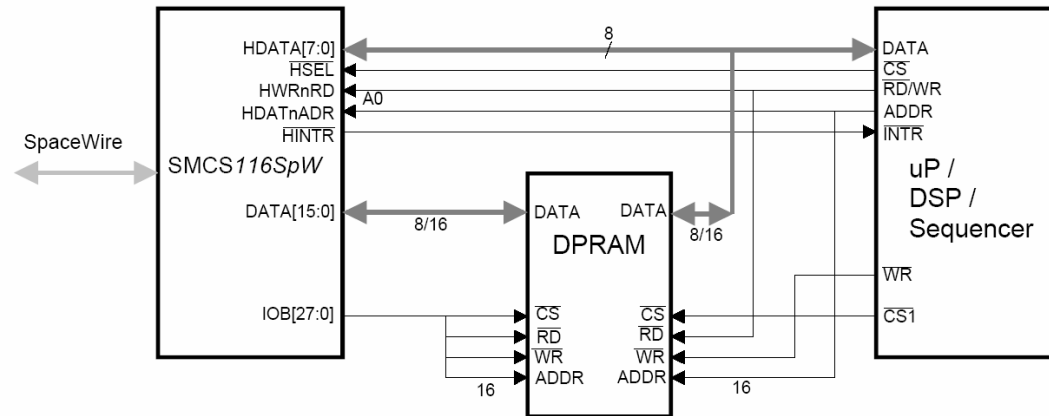 8
HDATA[7:0]
DATA
HSEL
CS
HWRnRD
RD/WR
A0
HDATnADR
ADDR
HINTR
INTR
SpaceWire
SMCS116SpW
uP /
DSP /
Sequencer
DATA[15:0]
8/16
DATA
DATA
8/16
DPRAM
WR
IOB[27:0]
CS
CS
CS1
RD
RD
WR
WR
ADDR
ADDR
16
16